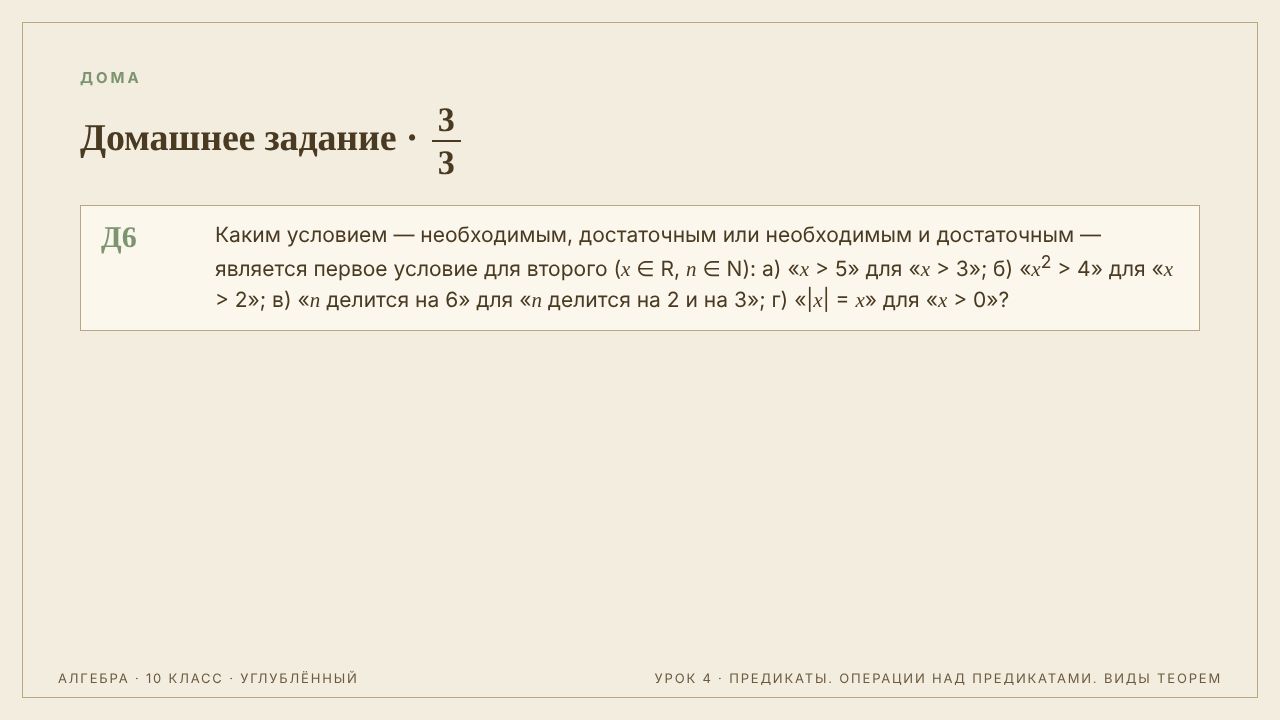 ДОМА
Домашнее задание · 3/3
Д6
Каким условием — необходимым, достаточным или необходимым и достаточным —
является первое условие для второго (x ∈ R, n ∈ N): а) «x > 5» для «x > 3»; б) «x² > 4» для «x
> 2»; в) «n делится на 6» для «n делится на 2 и на 3»; г) «|x| = x» для «x > 0»?
АЛГЕБРА · 10 КЛАСС · УГЛУБЛЁННЫЙ
УРОК 4 · ПРЕДИКАТЫ. ОПЕРАЦИИ НАД ПРЕДИКАТАМИ. ВИДЫ ТЕОРЕМ